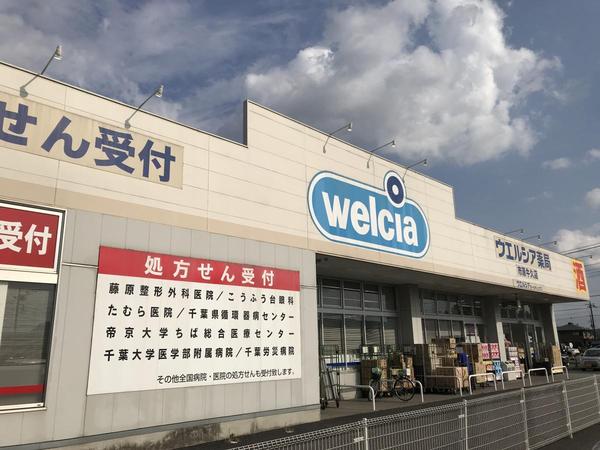 せん受付
受付
処方せん受付
藤原整形外科医院/こうふう台眼科
たむら医院/千葉県循環器病センター
帝京大学ちば総合医療センター
千葉大学医学部附属病院/千葉労災病院
その他全国病院・医院の処方せんも受付致します。
welcia
ウエルシア薬局
市原牛久店
酒